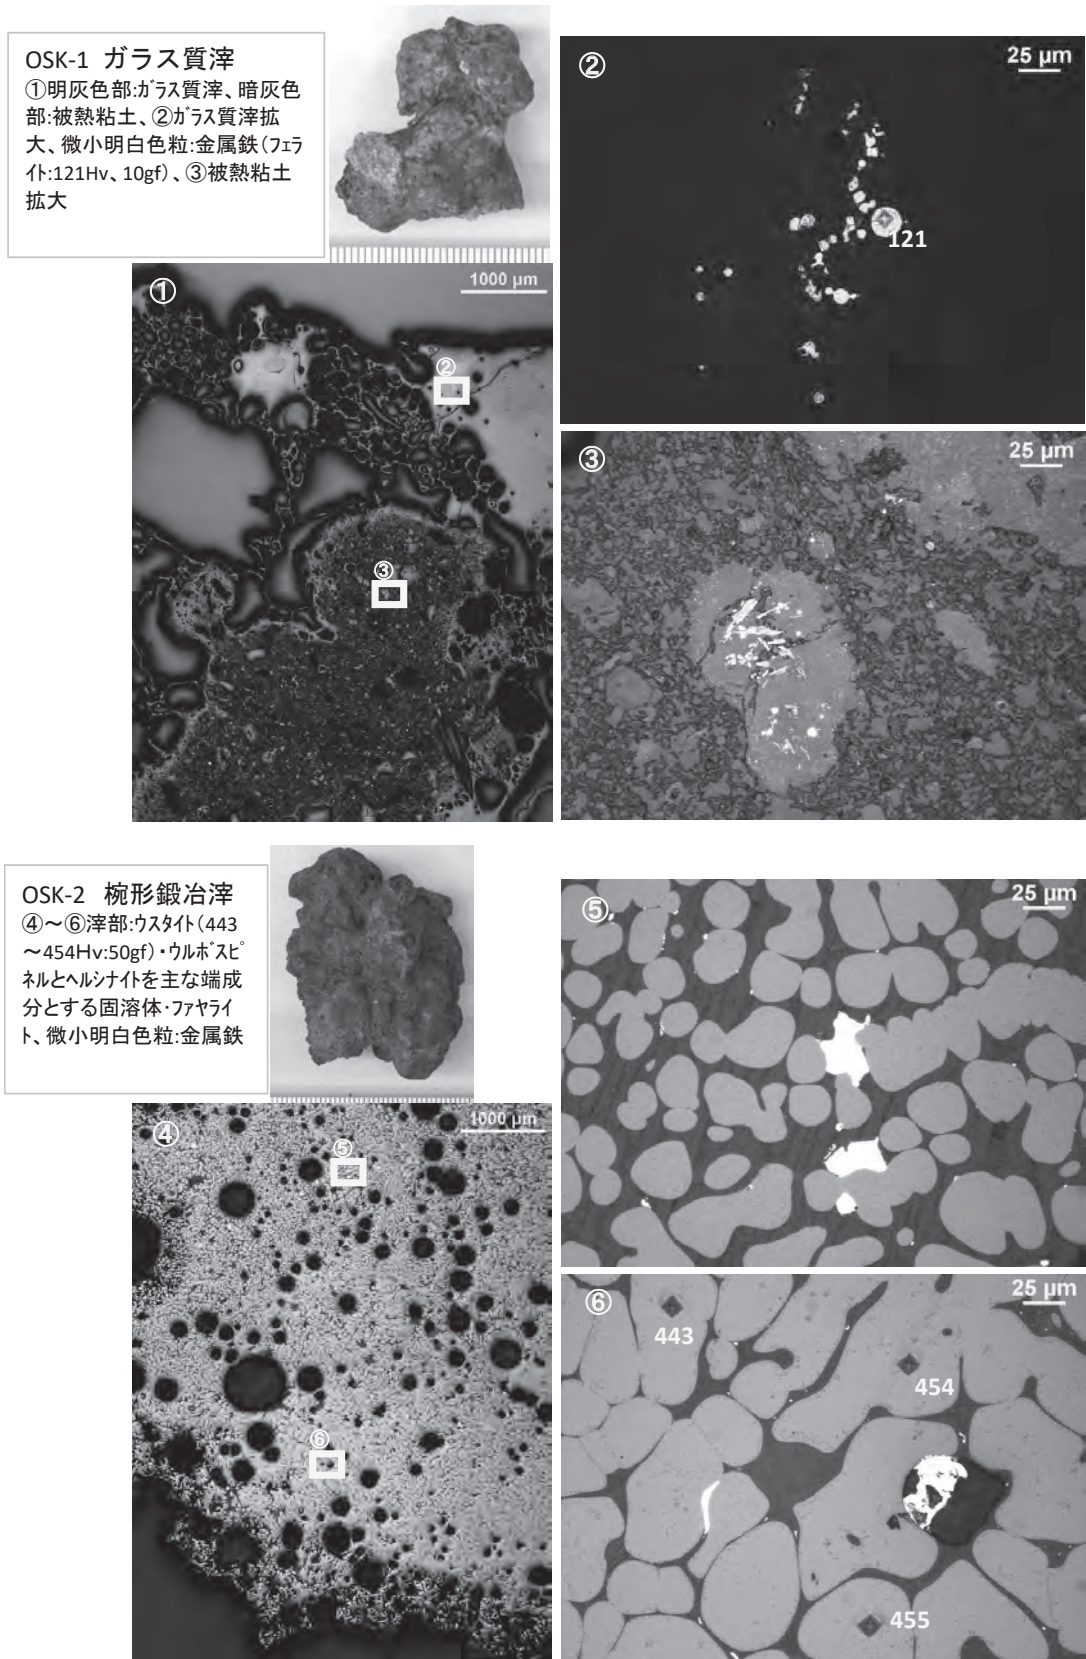 OSK-1 ガラス質滓
①明灰色部:ｶﾞﾗｽ質滓、暗灰色
部:被熱粘土、②ｶﾞﾗｽ質滓拡
大、微小明白色粒:金属鉄(ﾌｪﾗ
ｲﾄ:121Hv、10gf)、③被熱粘土
拡大
②
25 μm
121
①
1000 μm
②
③
③
25 μm
OSK-2 椀形鍛冶滓
④～⑥滓部:ウスタイト(443
～454Hv:50gf)・ウルボスピ
ネルとヘルシナイトを主な端成
分とする固溶体・ファヤライ
ト、微小明白色粒:金属鉄
⑤
25 μm
④
1000 μm
⑤
⑥
⑥
25 μm
443
454
455